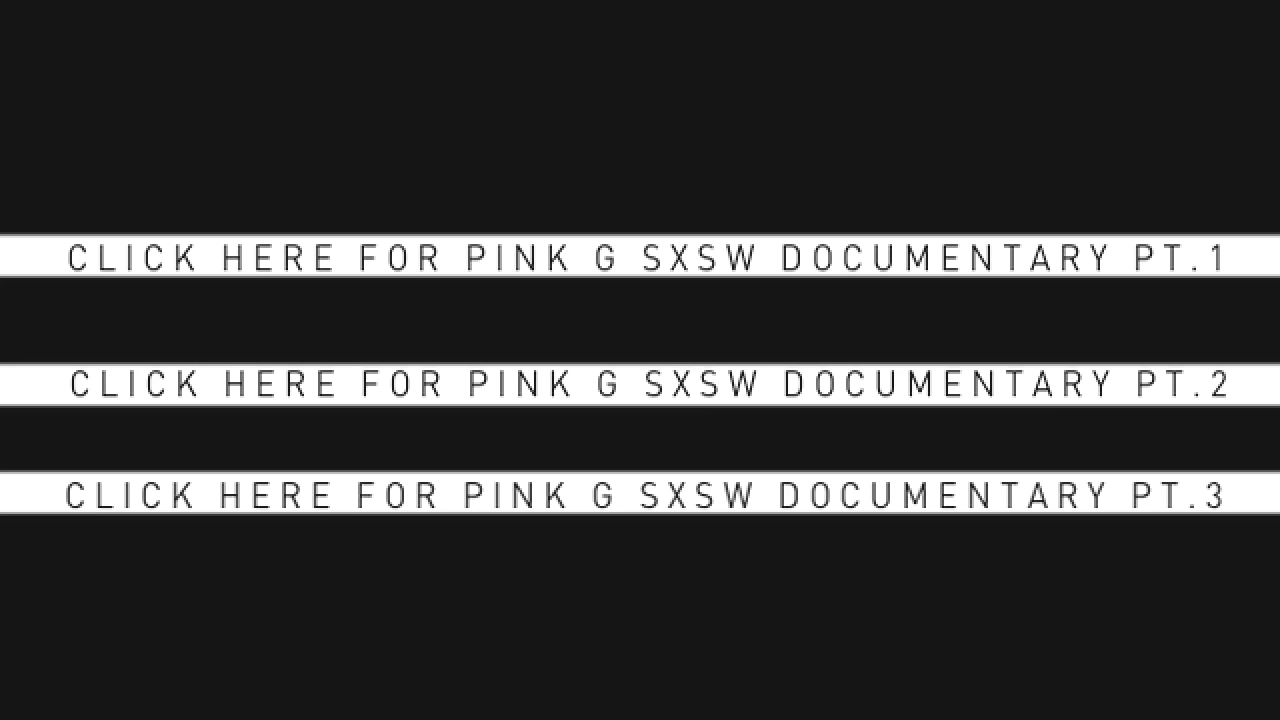 CLICK HERE FOR PINK G SXSW DOCUMENTARY PT.1
CLICK HERE FOR PINK G SXSW DOCUMENTARY PT.2
CLICK HERE FOR PINK G SXSW DOCUMENTARY PT.3